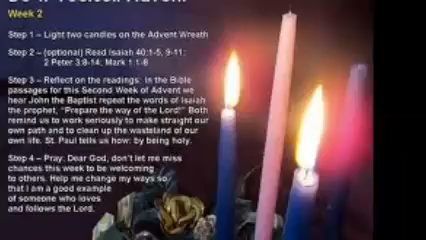 Week 2
Step 1 – Light two candles on the Advent Wreath
Step 2 – (optional) Read Isaiah 40:1-5, 9-11;
2 Peter 3:8-14; Mark 1:1-8
Step 3 – Reflect on the readings: In the Bible
passages for this Second Week of Advent we
hear John the Baptist repeat the words of Isaiah
the prophet, "Prepare the way of the Lord!" Both
remind us to work seriously to make straight our
own path and to clean up the wasteland of our
own life. St. Paul tells us how: by being holy.
Step 4 – Pray: Dear God, don't let me miss
chances this week to be welcoming
to others. Help me change my ways so
that I am a good example
of someone who loves
and follows the Lord.